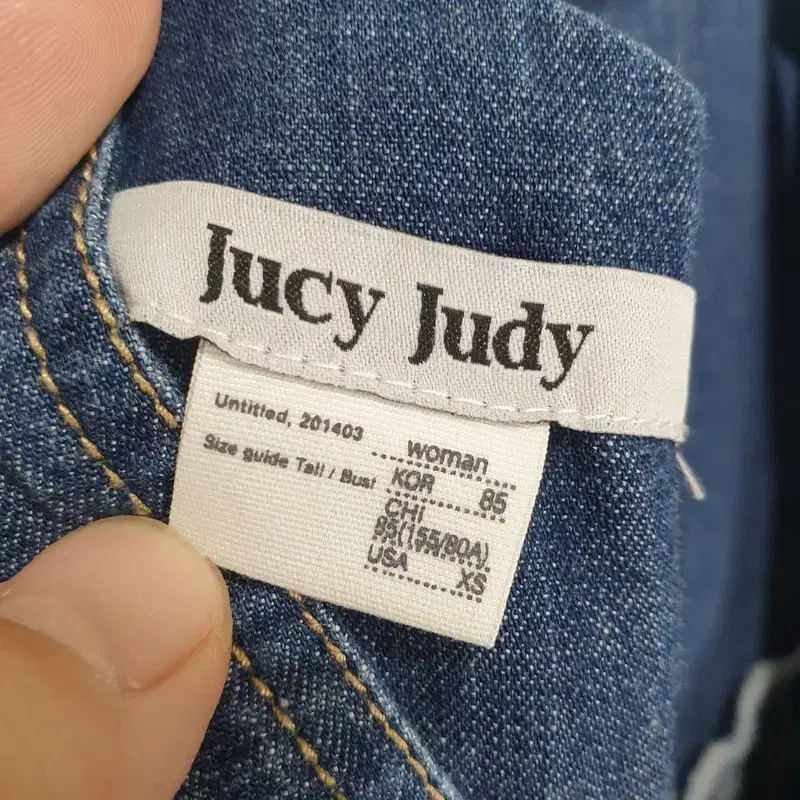 Jucy Judy
Untitled, 201403
woman
Size guide Tall / Bust
KOR 85
CHI
85(155/80A)
USA XS